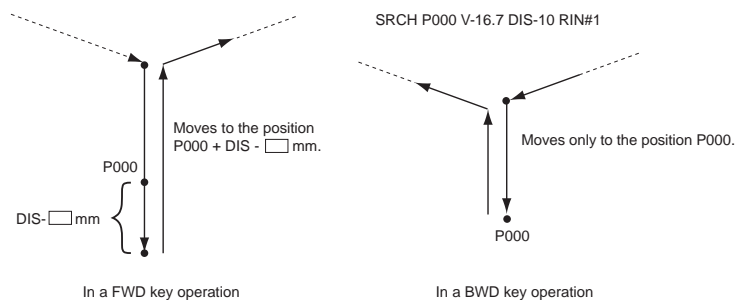 SRCH P000 V-16.7 DIS-10 RIN#1
Moves to the position
P000 + DIS - □ mm.
P000
DIS-□ mm
In a FWD key operation
Moves only to the position P000.
P000
In a BWD key operation